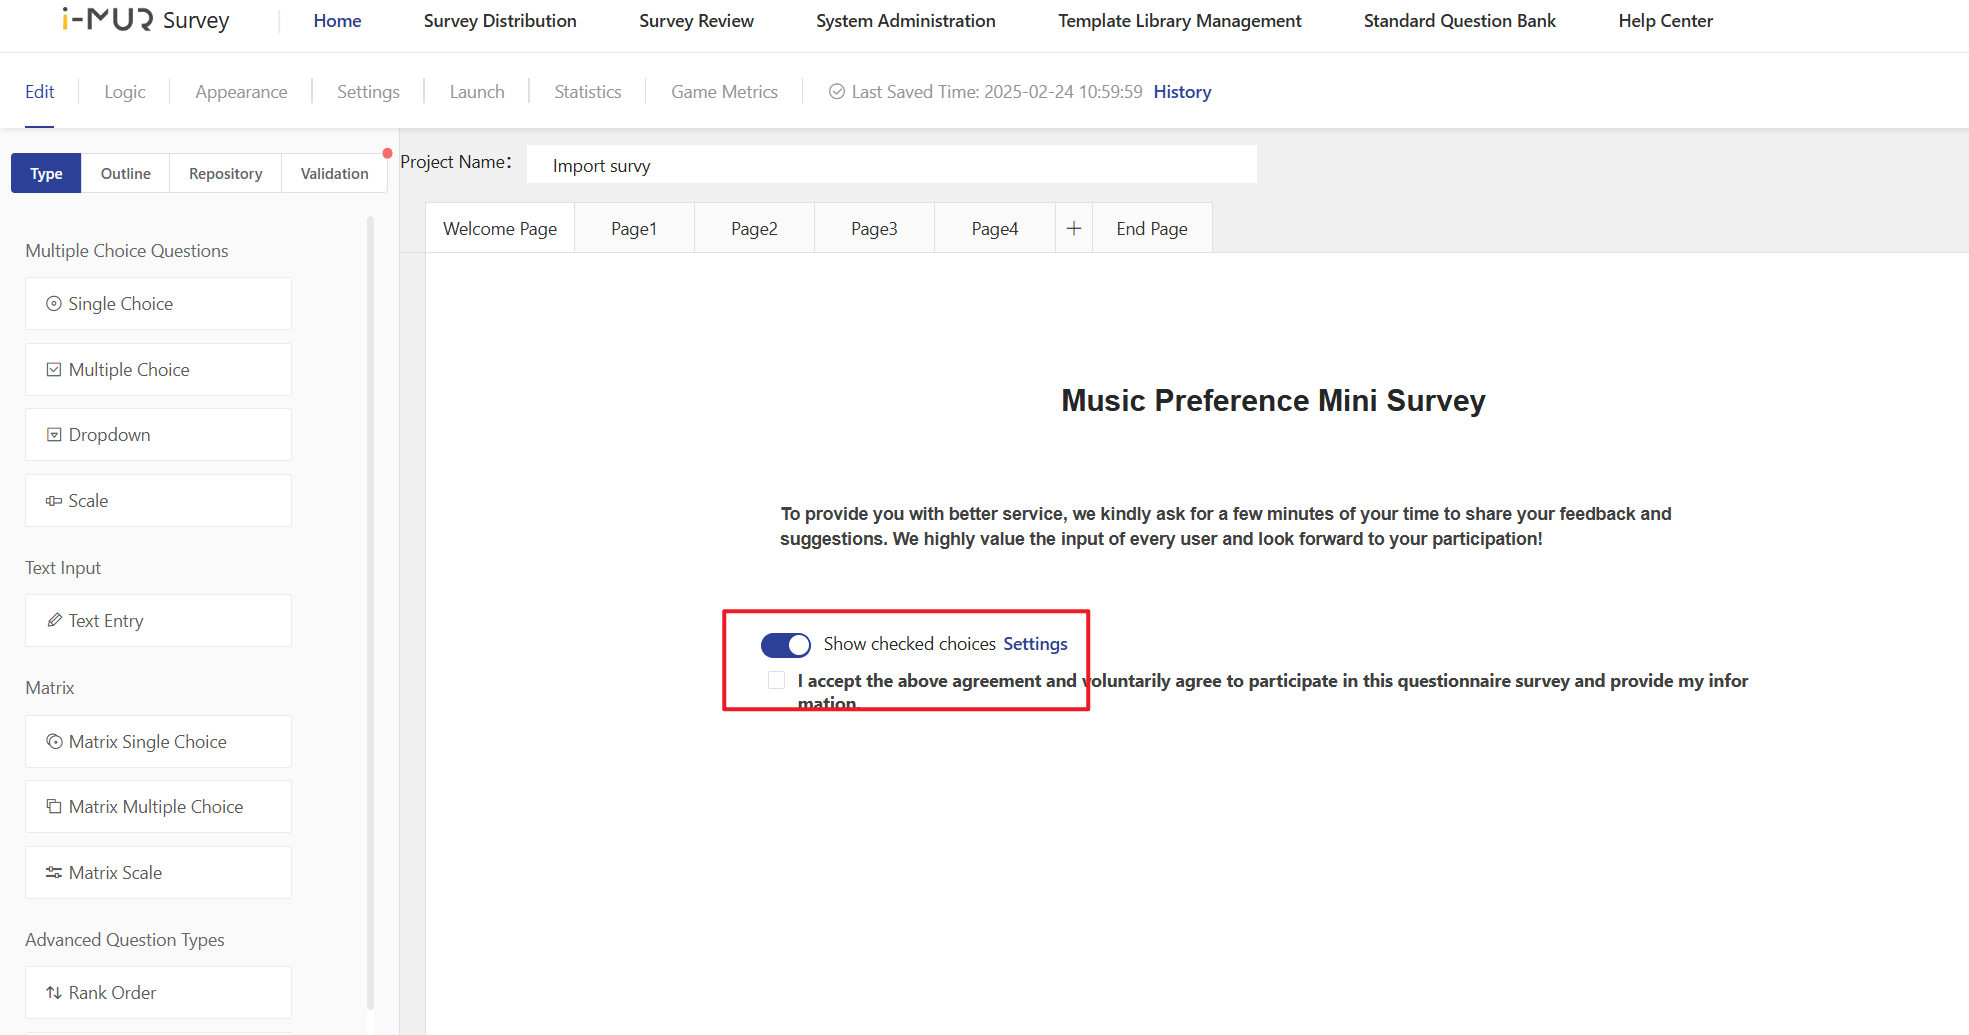 i-MUR Survey
Home
Survey Distribution
Survey Review
System Administration
Template Library Management
Standard Question Bank
Help Center
Edit
Logic
Appearance
Settings
Launch
Statistics
Game Metrics
Last Saved Time: 2025-02-24 10:59:59 History
Type
Outline
Repository
Validation
Project Name：
Import survy
Welcome Page
Page1
Page2
Page3
Page4
+
End Page
Multiple Choice Questions
Single Choice
Multiple Choice
Dropdown
Scale
Text Input
Text Entry
Matrix
Matrix Single Choice
Matrix Multiple Choice
Matrix Scale
Advanced Question Types
Rank Order
Music Preference Mini Survey
To provide you with better service, we kindly ask for a few minutes of your time to share your feedback and
suggestions. We highly value the input of every user and look forward to your participation!
Show checked choices Settings
I accept the above agreement and voluntarily agree to participate in this questionnaire survey and provide my infor
mation.